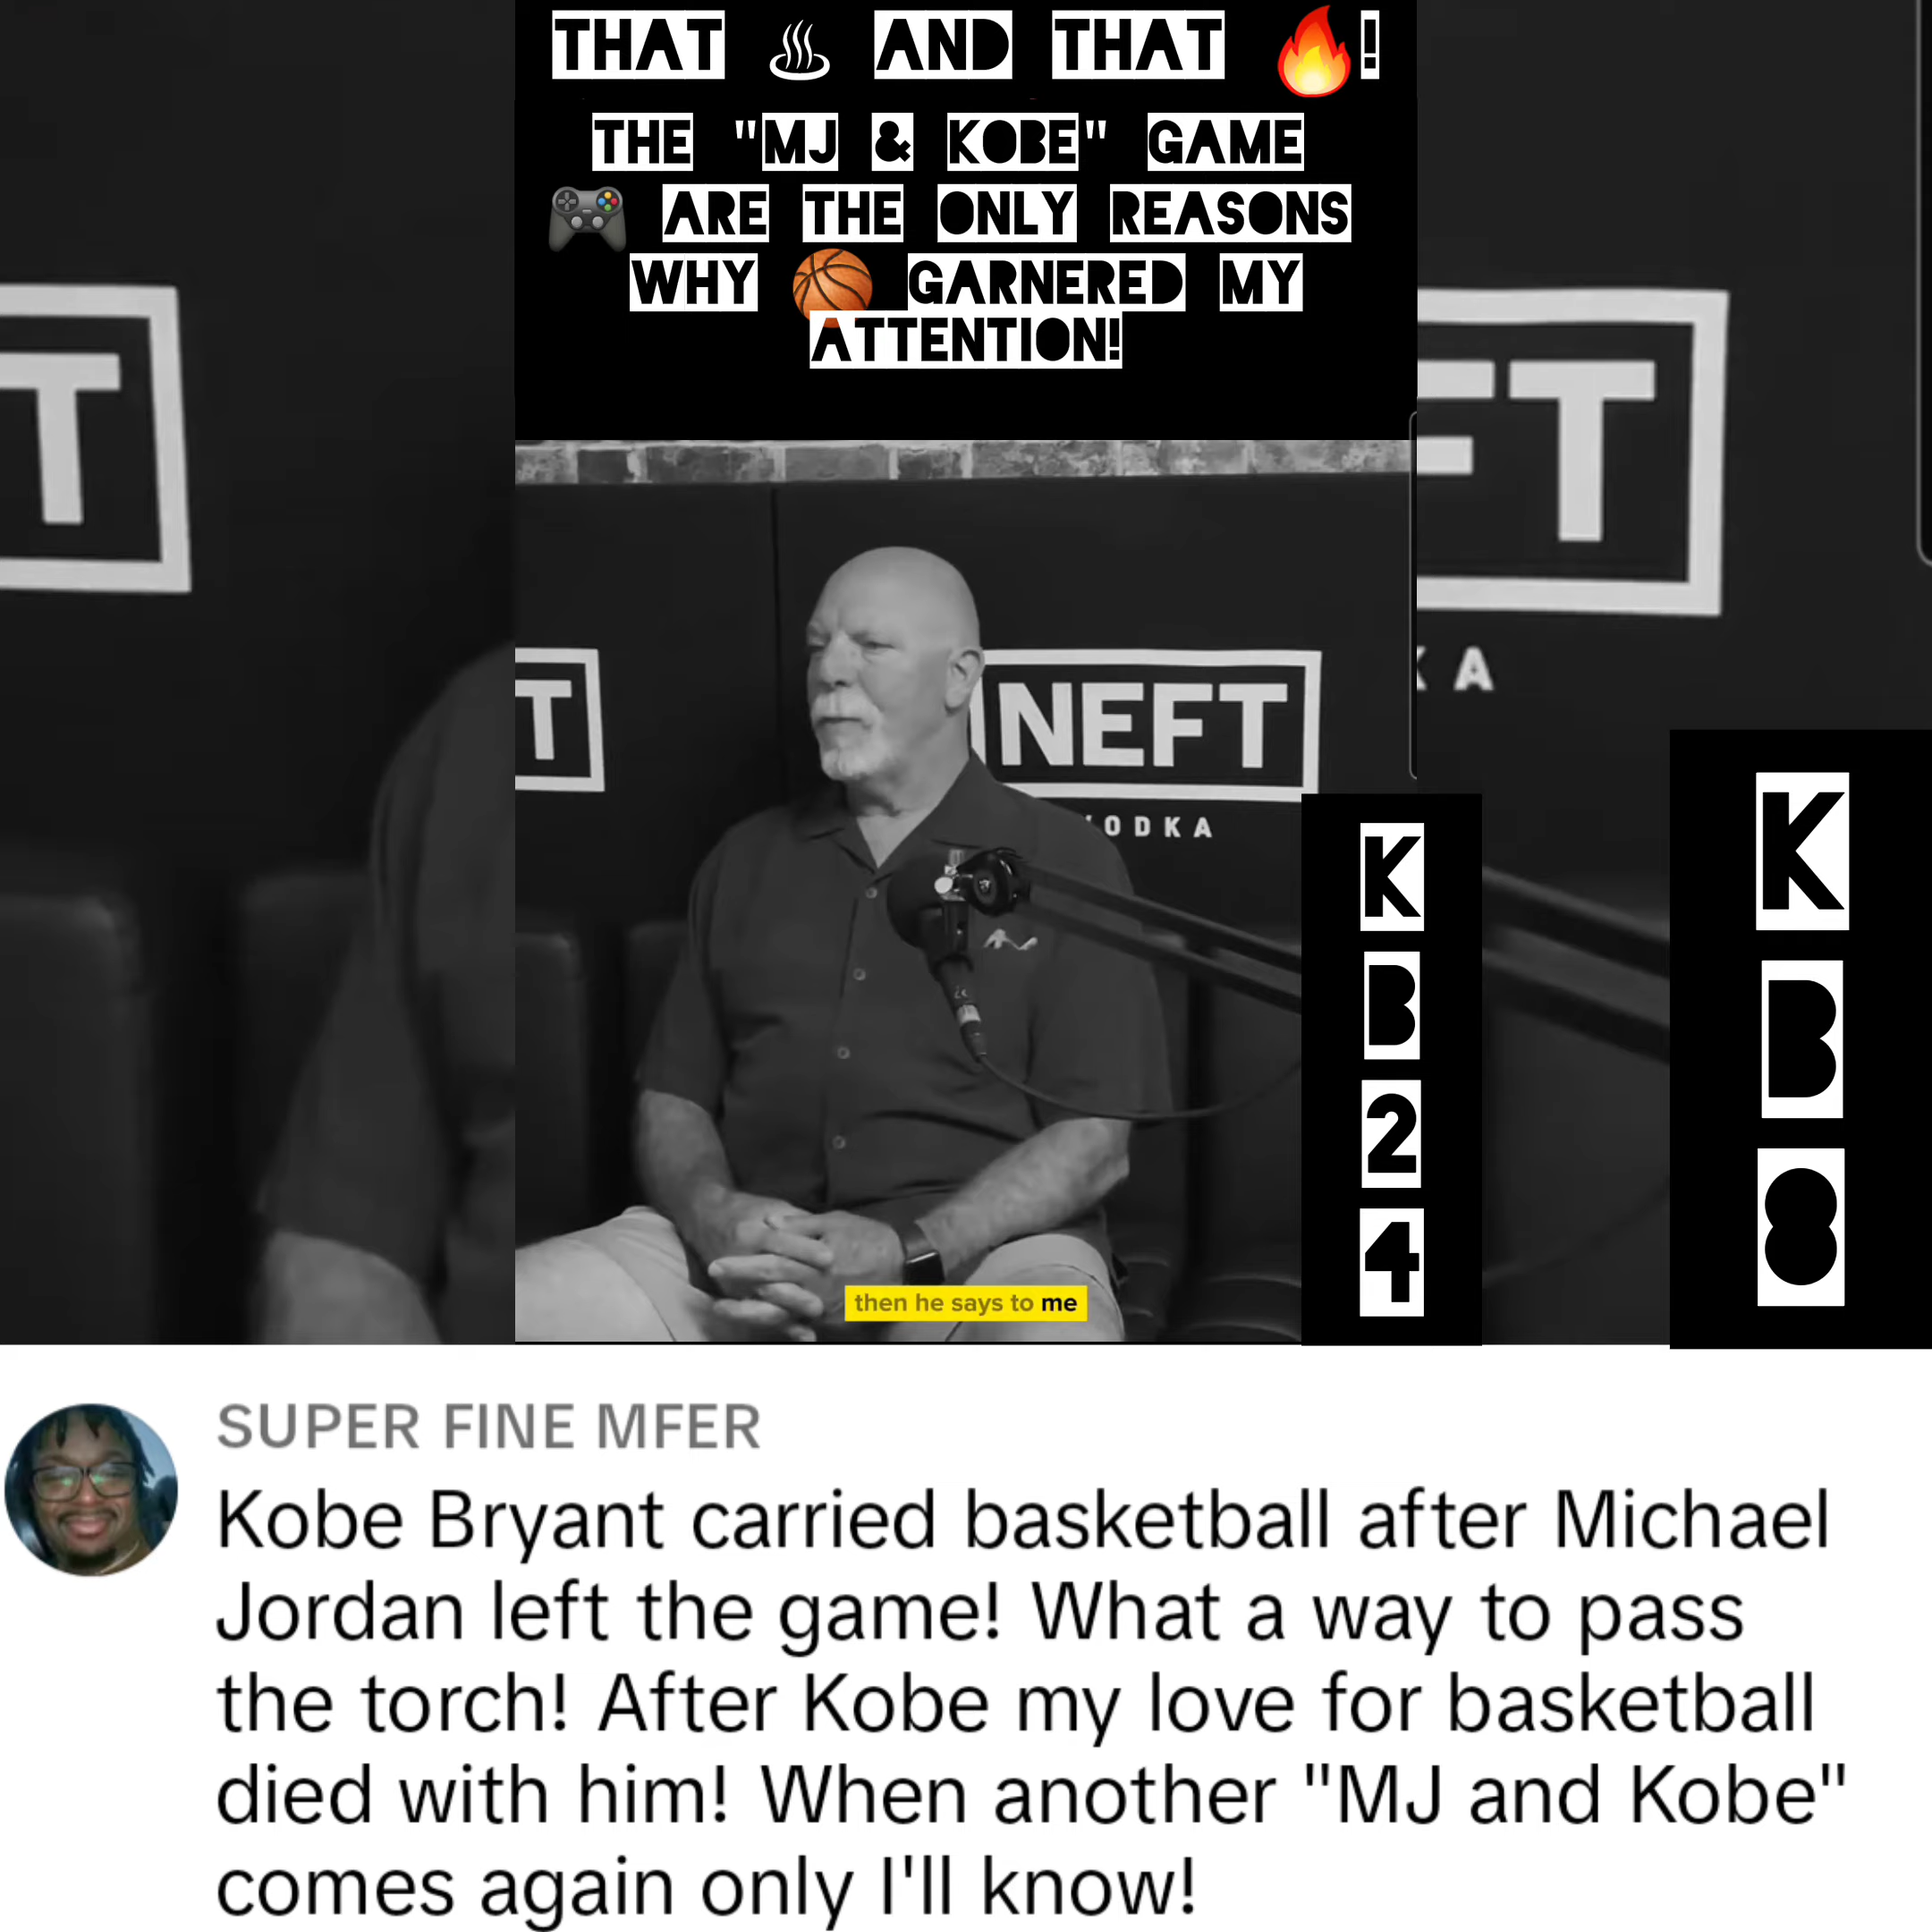 THAT ♨ AND THAT 🔥!
THE "MJ & KOBE" GAME
🎮 ARE THE ONLY REASONS
WHY 🏀 GARNERED MY
ATTENTION!
T
FT
KA
T
NEFT
VODKA
K
B
2
4
K
B
8
then he says to me
SUPER FINE MFER
Kobe Bryant carried basketball after Michael
Jordan left the game! What a way to pass
the torch! After Kobe my love for basketball
died with him! When another "MJ and Kobe"
comes again only I'll know!